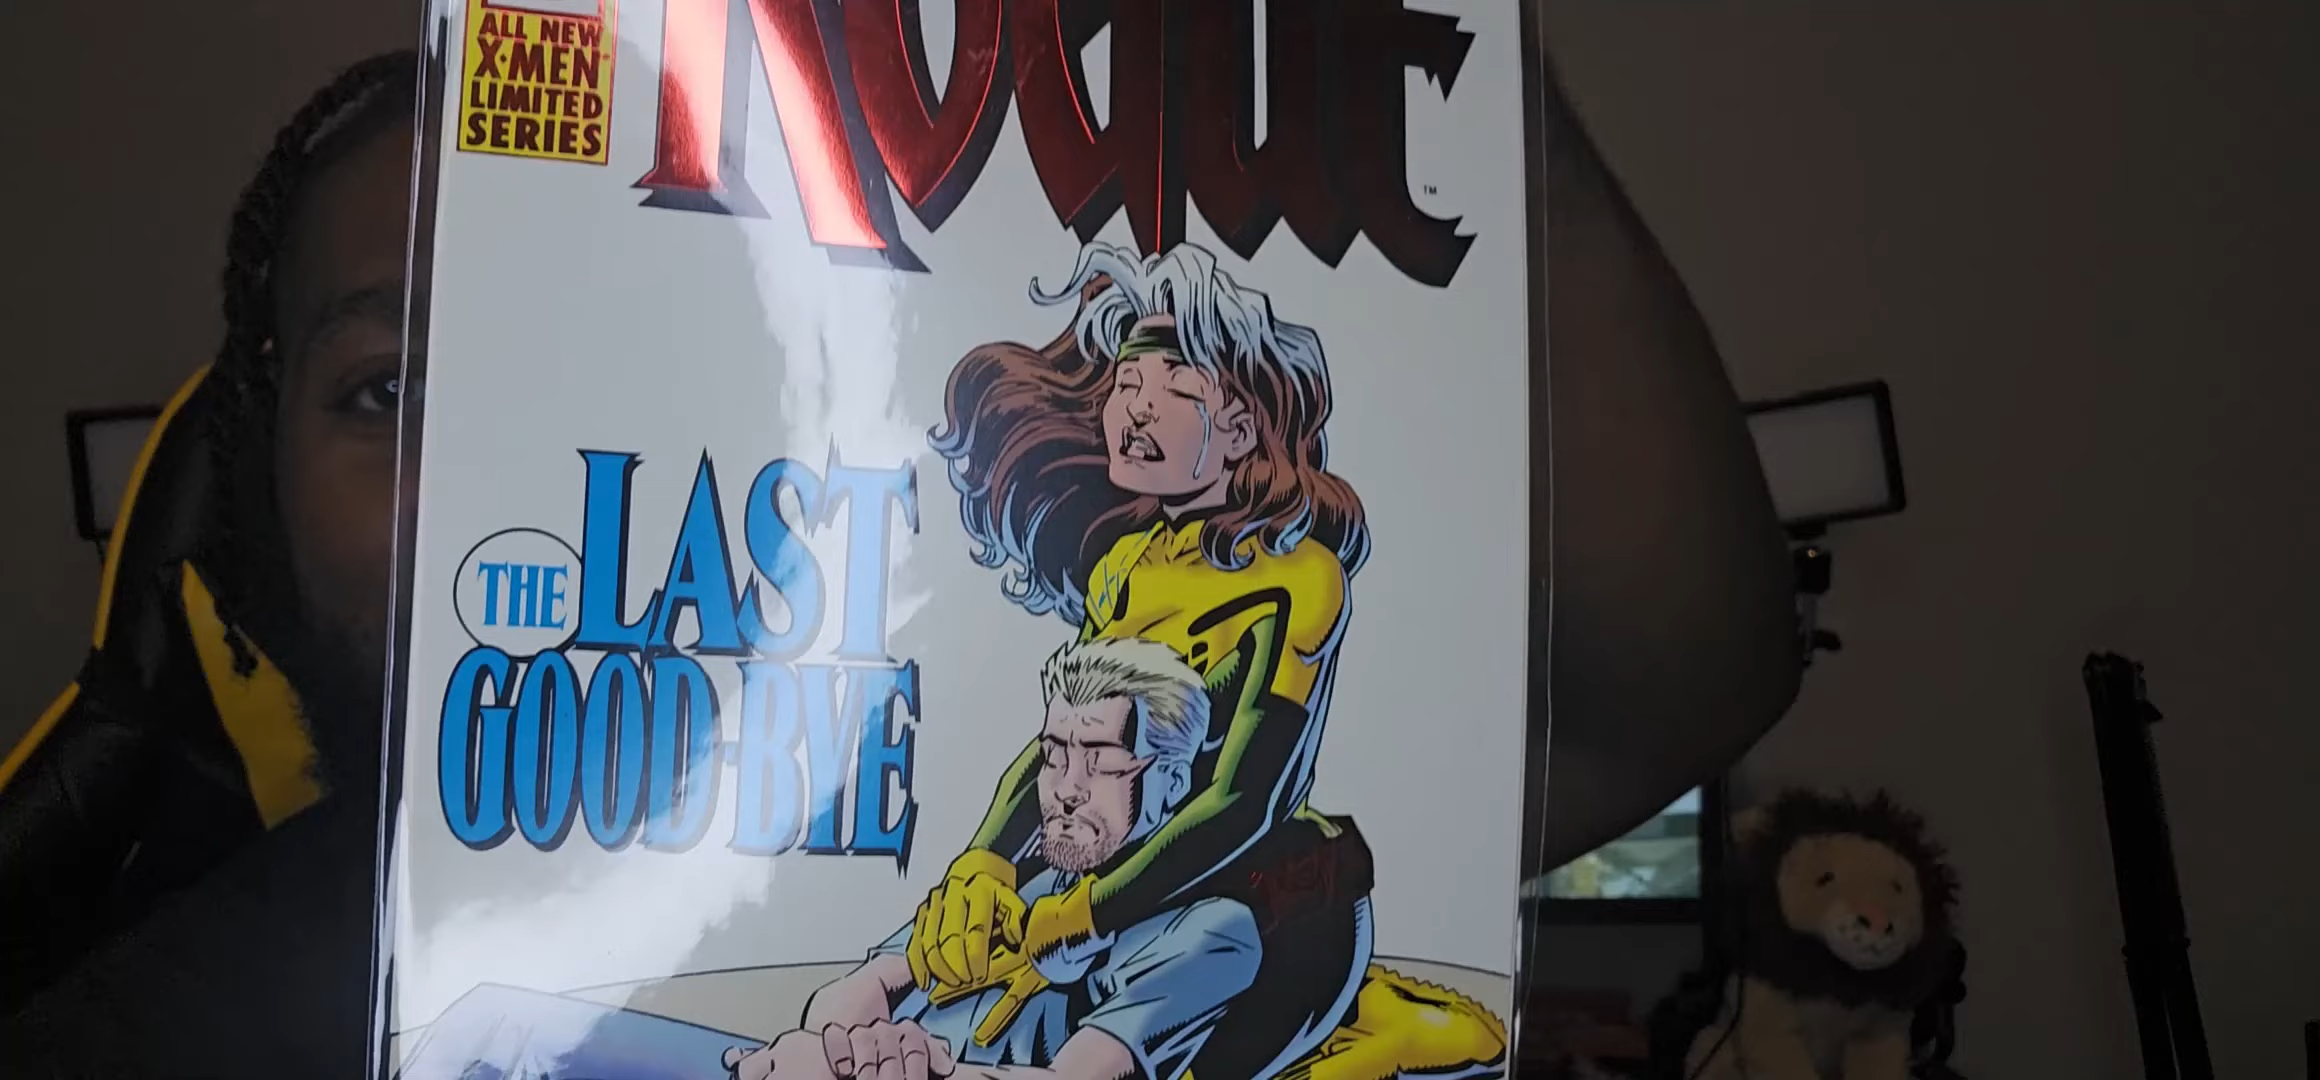 ROGUE
ALL NEW
X·MEN
LIMITED
SERIES
™
THE LAST
GOOD-BYE